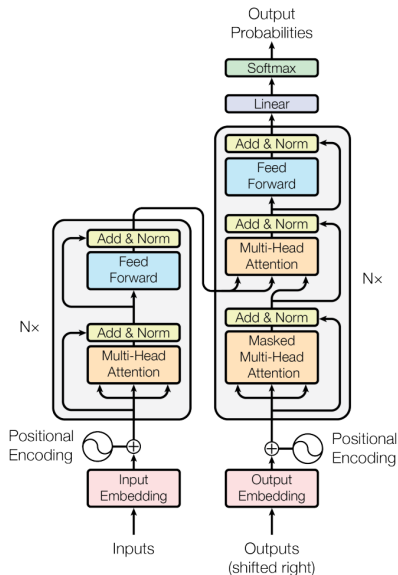 Output
Probabilities
Softmax
Linear
Add & Norm
Feed
Forward
Add & Norm
Multi-Head
Attention
Add & Norm
Masked
Multi-Head
Attention
Nx
Add & Norm
Feed
Forward
Add & Norm
Multi-Head
Attention
Nx
Positional
Encoding
Positional
Encoding
Input
Embedding
Output
Embedding
Inputs
Outputs
(shifted right)